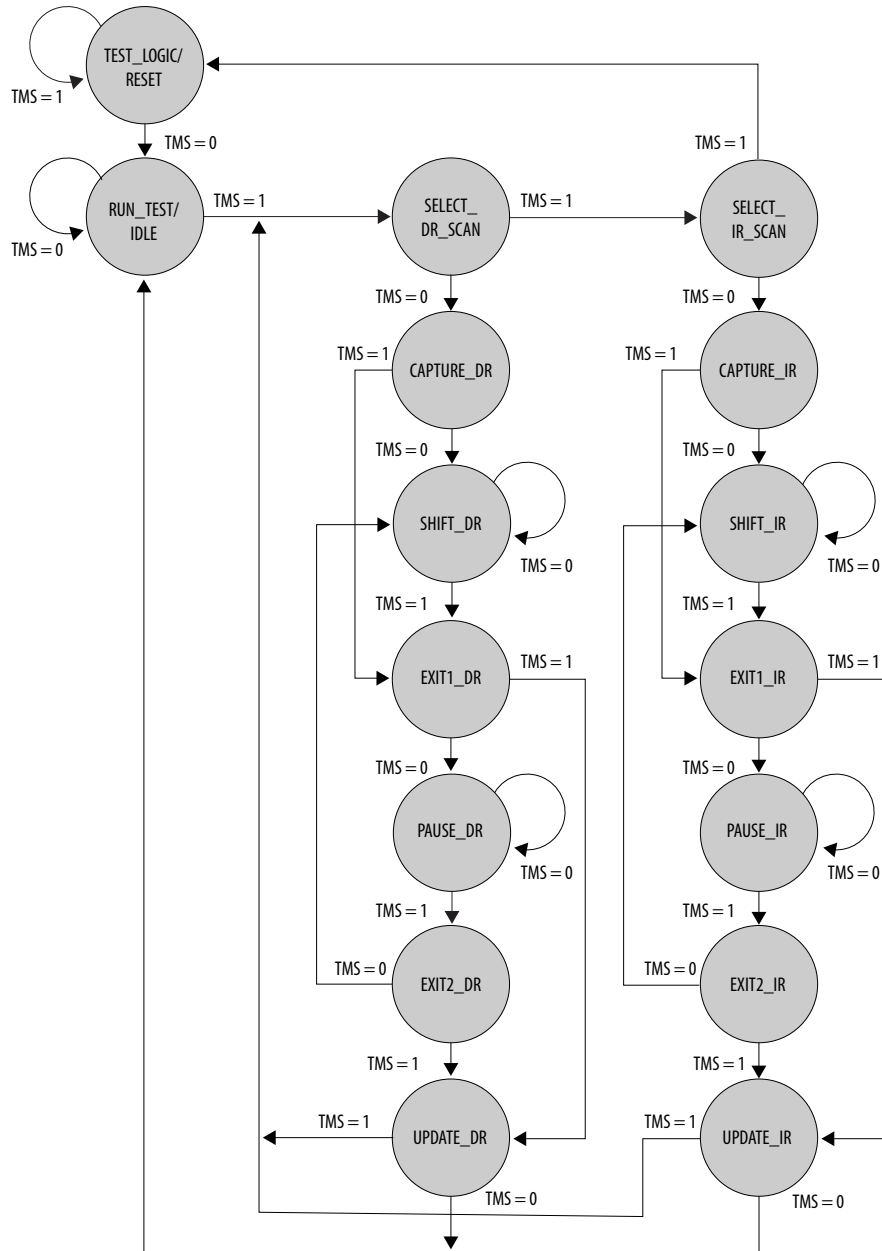 TEST_LOGIC/
RESET
TMS = 1
TMS = 0
TMS = 1
RUN_TEST/
IDLE
TMS = 0
TMS = 1
SELECT_
DR_SCAN
TMS = 1
SELECT_
IR_SCAN
TMS = 0
TMS = 0
TMS = 1
CAPTURE_DR
TMS = 1
CAPTURE_IR
TMS = 0
TMS = 0
SHIFT_DR
TMS = 0
SHIFT_IR
TMS = 0
TMS = 1
TMS = 1
EXIT1_DR
TMS = 1
EXIT1_IR
TMS = 1
TMS = 0
TMS = 0
PAUSE_DR
TMS = 0
PAUSE_IR
TMS = 0
TMS = 1
TMS = 1
TMS = 0
EXIT2_DR
TMS = 0
EXIT2_IR
TMS = 1
TMS = 1
TMS = 1
UPDATE_DR
TMS = 1
UPDATE_IR
TMS = 0
TMS = 0